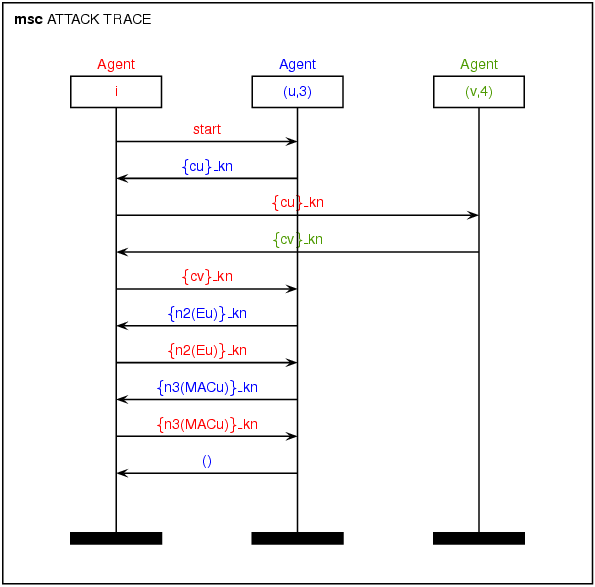 msc ATTACK TRACE
Agent Agent Agent
i (u,3) (v,4)
start
{cu}_kn
{cu}_kn
{cv}_kn
{cv}_kn
{n2(Eu)}_kn
{n2(Eu)}_kn
{n3(MACu)}_kn
{n3(MACu)}_kn
()